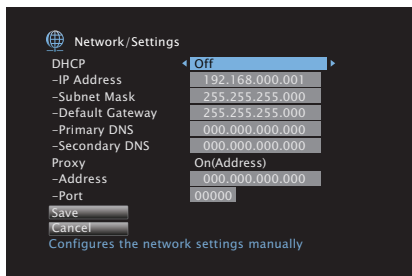 Network/Settings
DHCP Off
–IP Address 192.168.000.001
–Subnet Mask 255.255.255.000
–Default Gateway 255.255.255.000
–Primary DNS 000.000.000.000
–Secondary DNS 000.000.000.000
Proxy On(Address)
–Address 000.000.000.000
–Port 00000
Save
Cancel
Configures the network settings manually